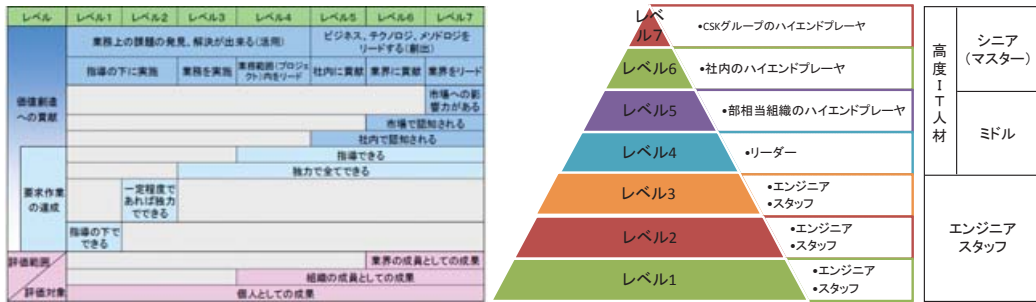 レベル レベル1 レベル2 レベル3 レベル4 レベル5 レベル6 レベル7
業務上の課題の発見、解決が出来る(活用)
ビジネス、テクノロジ、メソドロジを
リードする(創出)
指導の下に実施 業務を実施 業務範囲(プロジェ
クト)内をリード 社内に貢献 業界に貢献 業界をリード
価値創造
への貢献
市場への影
響力がある
市場で認知される
社内で認知される
要求作業
の達成
指導できる
独力で全てできる
一定程度で
あれば独力
でできる
指導の下で
できる
評価範囲
評価対象
業界の成員としての成果
組織の成員としての成果
個人としての成果
レベ
ル7
•CSKグループのハイエンドプレーヤ
レベル6
•社内のハイエンドプレーヤ
レベル5
•部相当組織のハイエンドプレーヤ
レベル4
•リーダー
レベル3
•エンジニア
•スタッフ
レベル2
•エンジニア
•スタッフ
レベル1
•エンジニア
•スタッフ
高度IT人材
シニア
(マスター)
ミドル
エンジニア
スタッフ